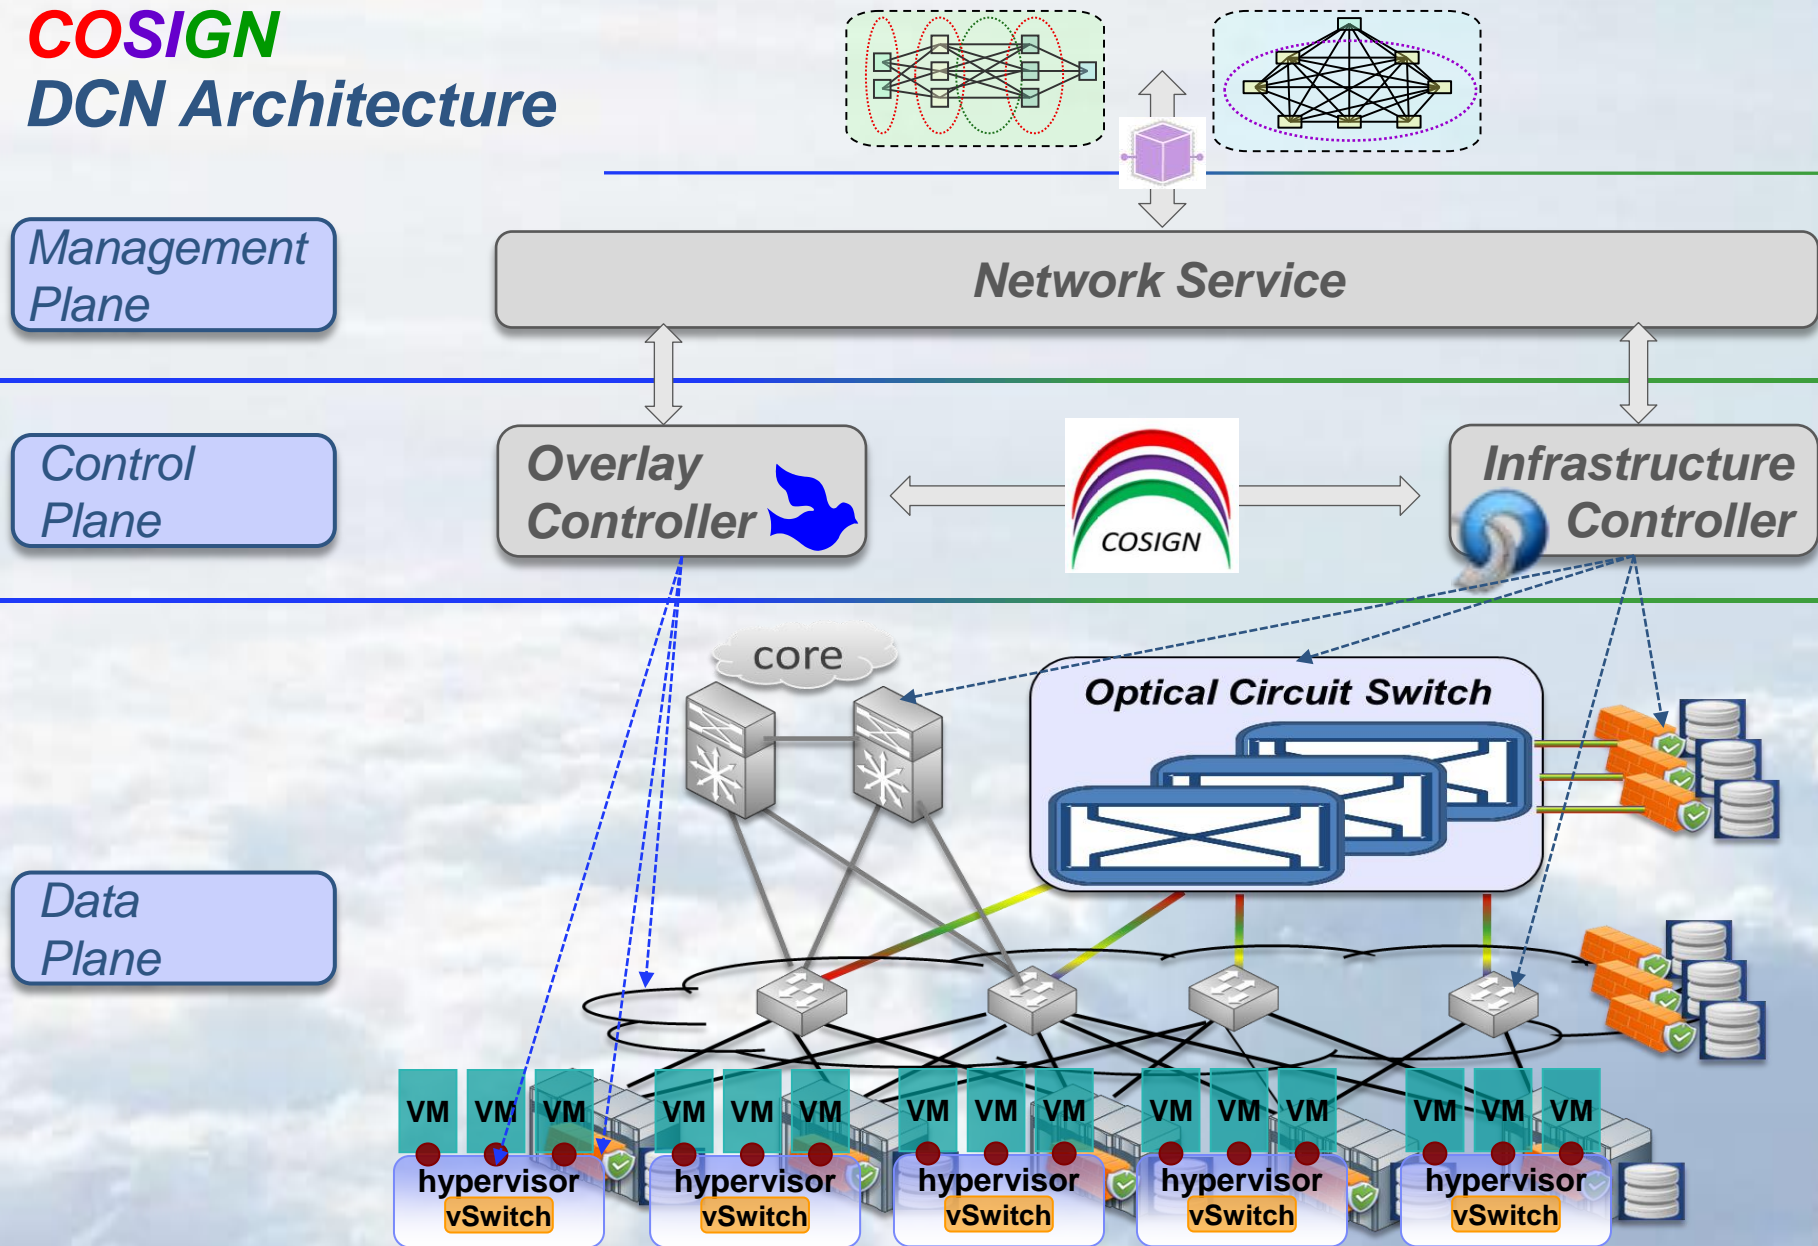 COSIGN
DCN Architecture
Management
Plane
Network Service
Control
Plane
Overlay
Controller
COSIGN
Infrastructure
Controller
core
Optical Circuit Switch
Data
Plane
VM VM VM VM VM VM VM VM VM VM VM VM VM VM VM
hypervisor hypervisor hypervisor hypervisor hypervisor
vSwitch vSwitch vSwitch vSwitch vSwitch